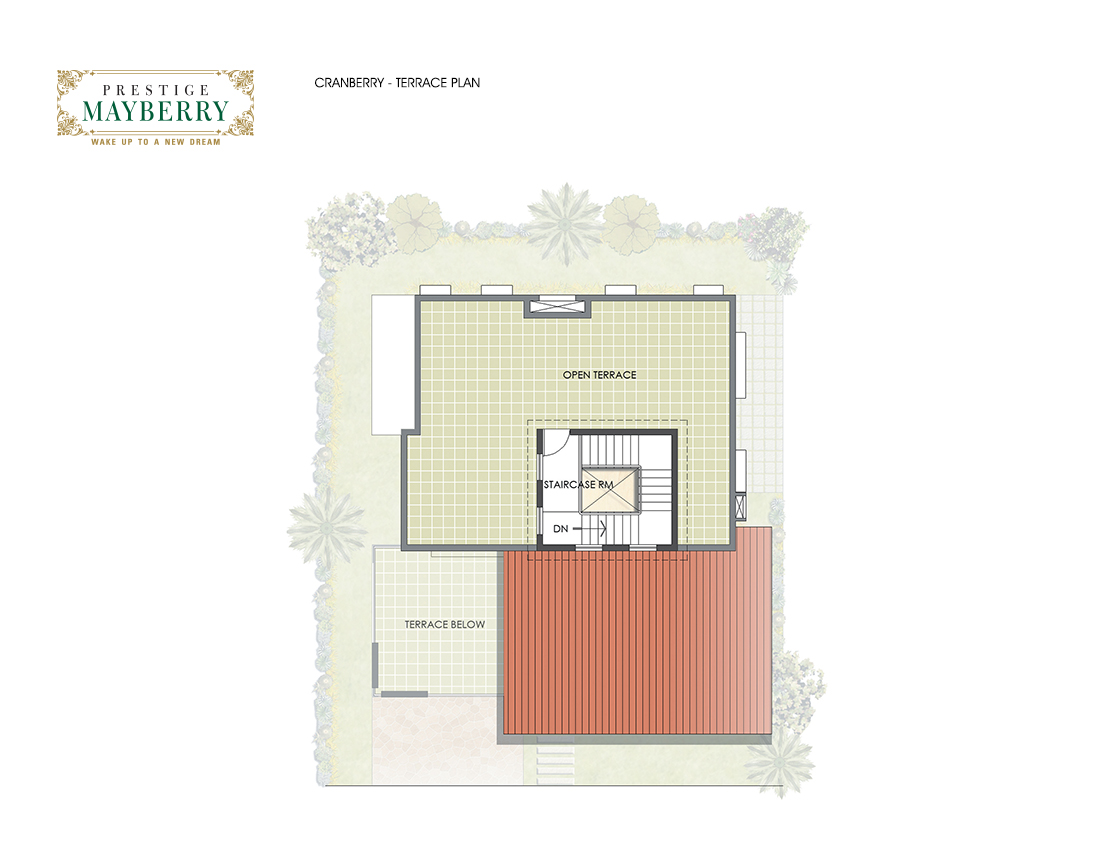 PRESTIGE
MAYBERRY
WAKE UP TO A NEW DREAM
CRANBERRY - TERRACE PLAN
OPEN TERRACE
STAIRCASE RM
DN
TERRACE BELOW